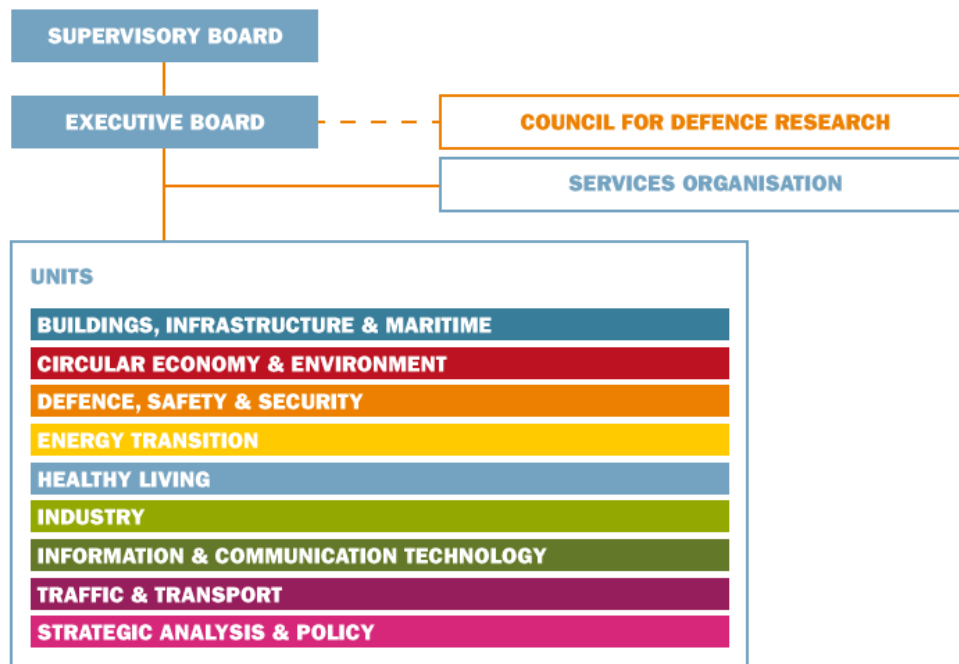 SUPERVISORY BOARD
EXECUTIVE BOARD
COUNCIL FOR DEFENCE RESEARCH
SERVICES ORGANISATION
UNITS
BUILDINGS, INFRASTRUCTURE & MARITIME
CIRCULAR ECONOMY & ENVIRONMENT
DEFENCE, SAFETY & SECURITY
ENERGY TRANSITION
HEALTHY LIVING
INDUSTRY
INFORMATION & COMMUNICATION TECHNOLOGY
TRAFFIC & TRANSPORT
STRATEGIC ANALYSIS & POLICY